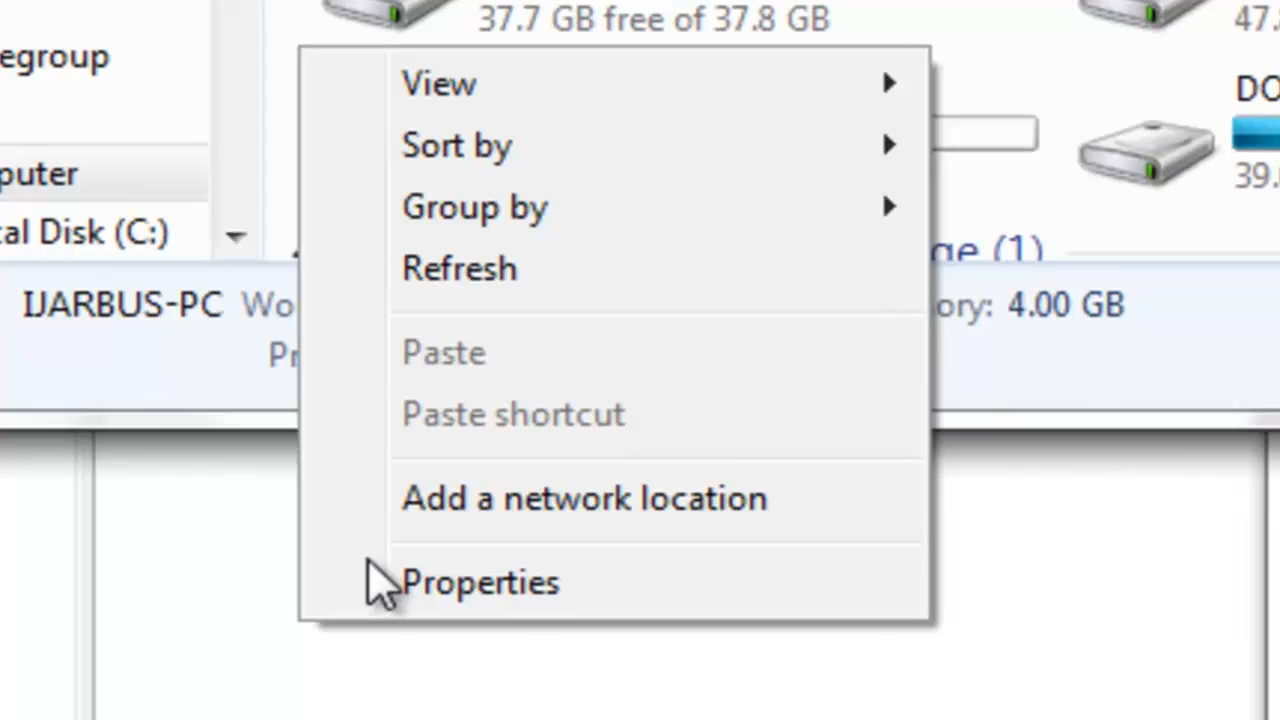 37.7 GB free of 37.8 GB
47.
egroup
View
DO
Sort by
puter
39.
Group by
al Disk (C:)
ge (1)
Refresh
IJARBUS-PC Wo
ory: 4.00 GB
Paste
Pr
Paste shortcut
Add a network location
Properties